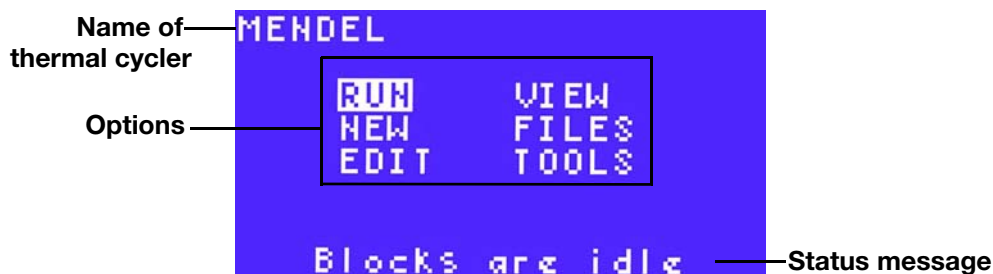 Name of thermal cycler
MENDEL
Options
RUN VIEW
NEW FILES
EDIT TOOLS
Blocks are idle
Status message